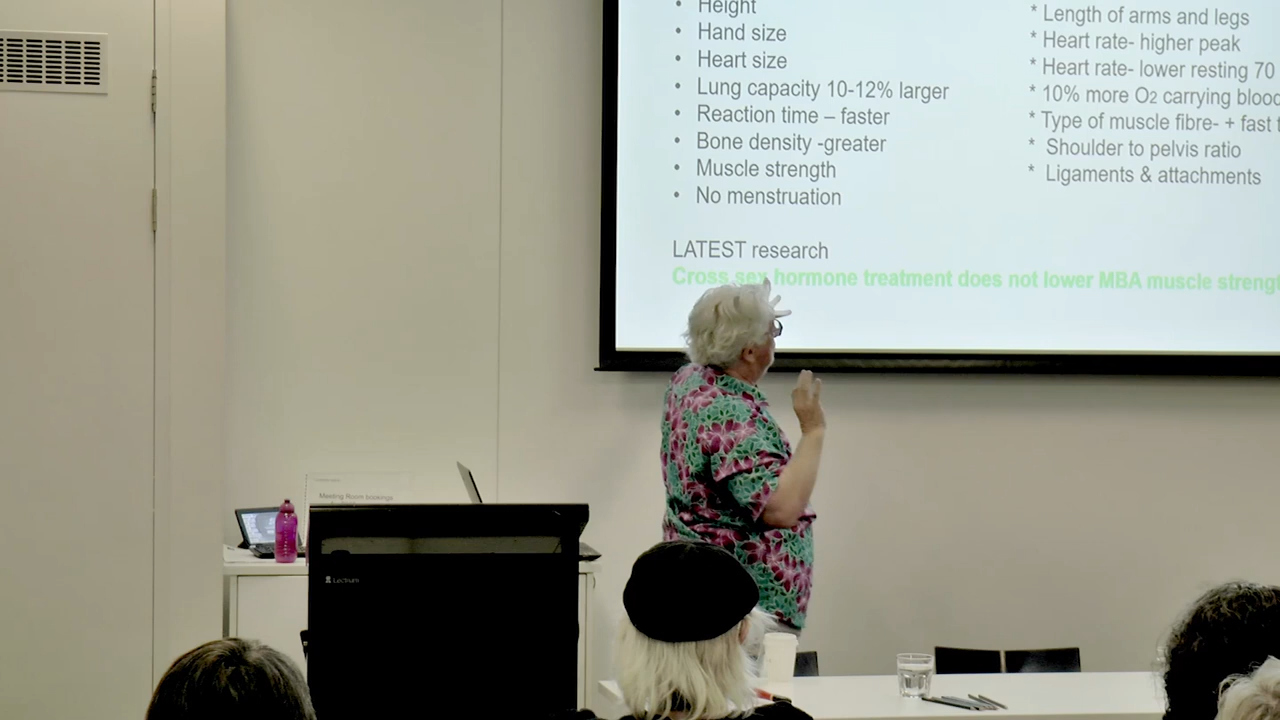 Height
Hand size
Heart size
Lung capacity 10-12% larger
Reaction time – faster
Bone density -greater
Muscle strength
No menstruation
* Length of arms and legs
* Heart rate- higher peak
* Heart rate- lower resting 70
* 10% more O2 carrying blood
* Type of muscle fibre- + fast
* Shoulder to pelvis ratio
* Ligaments & attachments
LATEST research
Cross sex hormone treatment does not lower MBA muscle
Meeting Room bookings
Lectrum